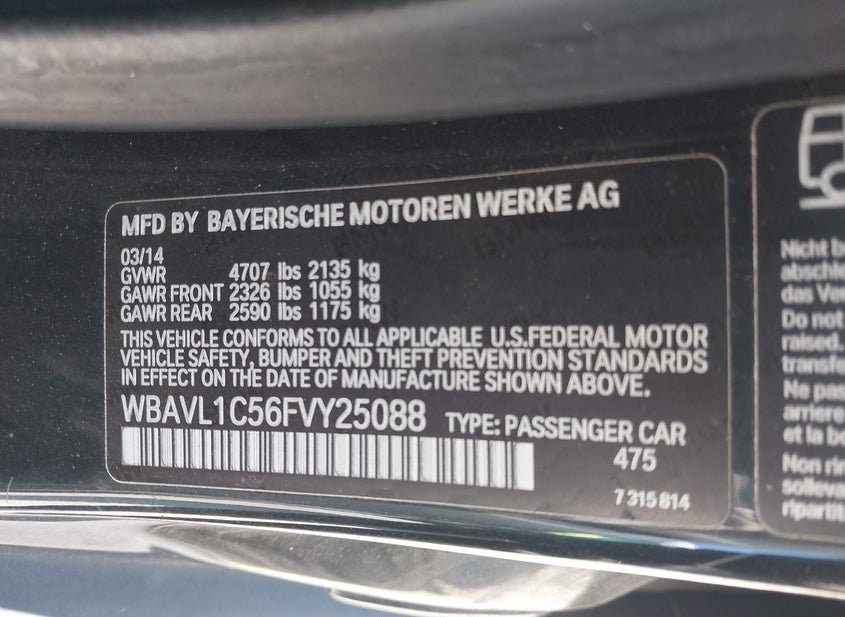 MFD BY BAYERISCHE MOTOREN WERKE AG
03/14
GVWR 4707 lbs 2135 kg
GAWR FRONT 2326 lbs 1055 kg
GAWR REAR 2590 lbs 1175 kg
THIS VEHICLE CONFORMS TO ALL APPLICABLE U.S.FEDERAL MOTOR
VEHICLE SAFETY, BUMPER AND THEFT PREVENTION STANDARDS
IN EFFECT ON THE DATE OF MANUFACTURE SHOWN ABOVE.
WBAVL1C56FVY25088 TYPE: PASSENGER CAR
475
7 315 814
Nicht
das
Do not
raised.
Ne
arriere
et la
Non